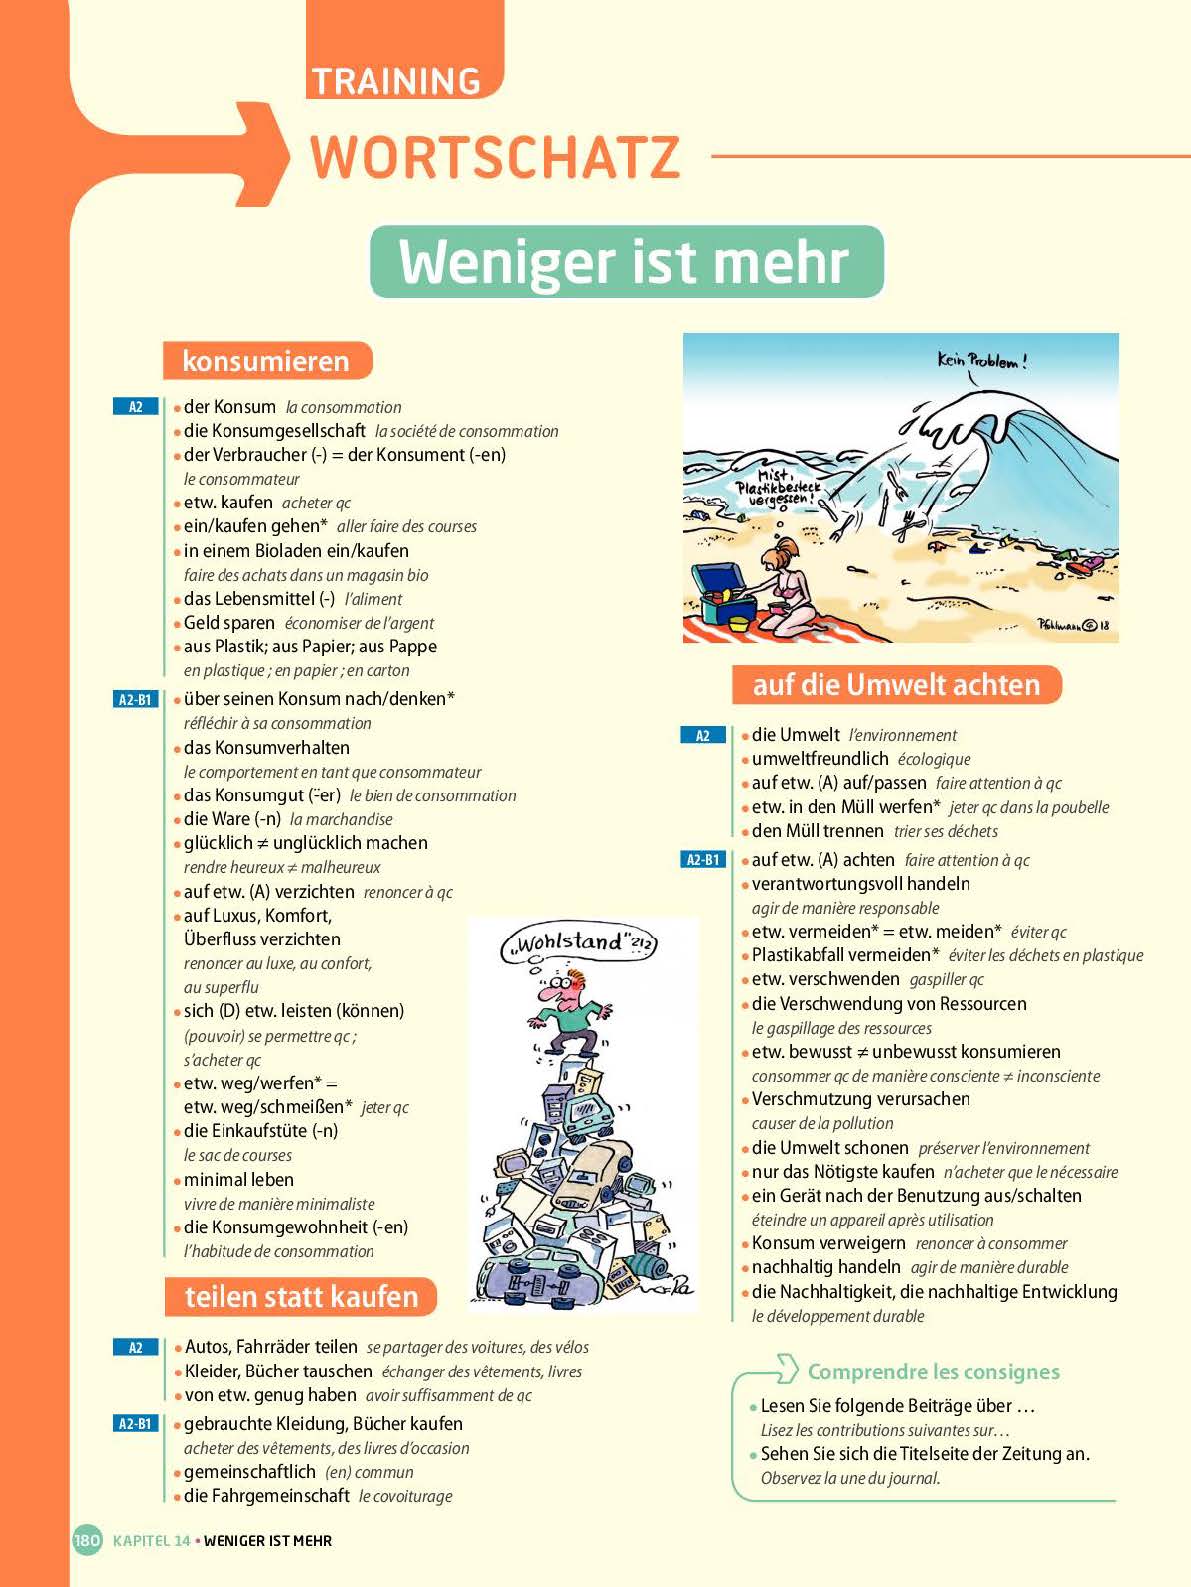 TRAINING
WORTSCHATZ
Weniger ist mehr
konsumieren
A2
• der Konsum la consommation
• die Konsumgesellschaft la société de consommation
• der Verbraucher (-) = der Konsument (-en)
le consommateur
• etw. kaufen acheter qc
• ein/kaufen gehen* aller faire des courses
• in einem Bioladen ein/kaufen
faire des achats dans un magasin bio
• das Lebensmittel (-) l'aliment
• Geld sparen économiser de l'argent
• aus Plastik; aus Papier; aus Pappe
en plastique ; en papier ; en carton
A2-B1
• über seinen Konsum nach/denken*
réfléchir à sa consommation
• das Konsumverhalten
le comportement en tant que consommateur
• das Konsumgut (¨er) le bien de consommation
• die Ware (-n) la marchandise
• glücklich ≠ unglücklich machen
rendre heureux ≠ malheureux
• auf etw. (A) verzichten renoncer à qc
• auf Luxus, Komfort,
Überfluss verzichten
renoncer au luxe, au confort,
au superflu
• sich (D) etw. leisten (können)
(pouvoir) se permettre qc ;
s'acheter qc
• etw. weg/werfen* =
etw. weg/schmeißen* jeter qc
• die Einkaufstüte (-n)
le sac de courses
• minimal leben
vivre de manière minimaliste
• die Konsumgewohnheit (-en)
l'habitude de consommation
„Wohlstand" 2!2
teilen statt kaufen
A2
• Autos, Fahrräder teilen se partager des voitures, des vélos
• Kleider, Bücher tauschen échanger des vêtements, livres
• von etw. genug haben avoir suffisamment de qc
A2-B1
• gebrauchte Kleidung, Bücher kaufen
acheter des vêtements, des livres d'occasion
• gemeinschaftlich (en) commun
• die Fahrgemeinschaft le covoiturage
Kein Problem!
Mist,
Plastikbesteck
vergessen!
Pfohlmann 18
auf die Umwelt achten
A2
• die Umwelt l'environnement
• umweltfreundlich écologique
• auf etw. (A) auf/passen faire attention à qc
• etw. in den Müll werfen* jeter qc dans la poubelle
• den Müll trennen trier ses déchets
A2-B1
• auf etw. (A) achten faire attention à qc
• verantwortungsvoll handeln
agir de manière responsable
• etw. vermeiden* = etw. meiden* éviter qc
• Plastikabfall vermeiden* éviter les déchets en plastique
• etw. verschwenden gaspiller qc
• die Verschwendung von Ressourcen
le gaspillage des ressources
• etw. bewusst ≠ unbewusst konsumieren
consommer qc de manière consciente ≠ inconsciente
• Verschmutzung verursachen
causer de la pollution
• die Umwelt schonen préserver l'environnement
• nur das Nötigste kaufen n'acheter que le nécessaire
• ein Gerät nach der Benutzung aus/schalten
éteindre un appareil après utilisation
• Konsum verweigern renoncer à consommer
• nachhaltig handeln agir de manière durable
• die Nachhaltigkeit, die nachhaltige Entwicklung
le développement durable
Comprendre les consignes
• Lesen Sie folgende Beiträge über …
Lisez les contributions suivantes sur…
• Sehen Sie sich die Titelseite der Zeitung an.
Observez la une du journal.
180 KAPITEL 14 • WENIGER IST MEHR